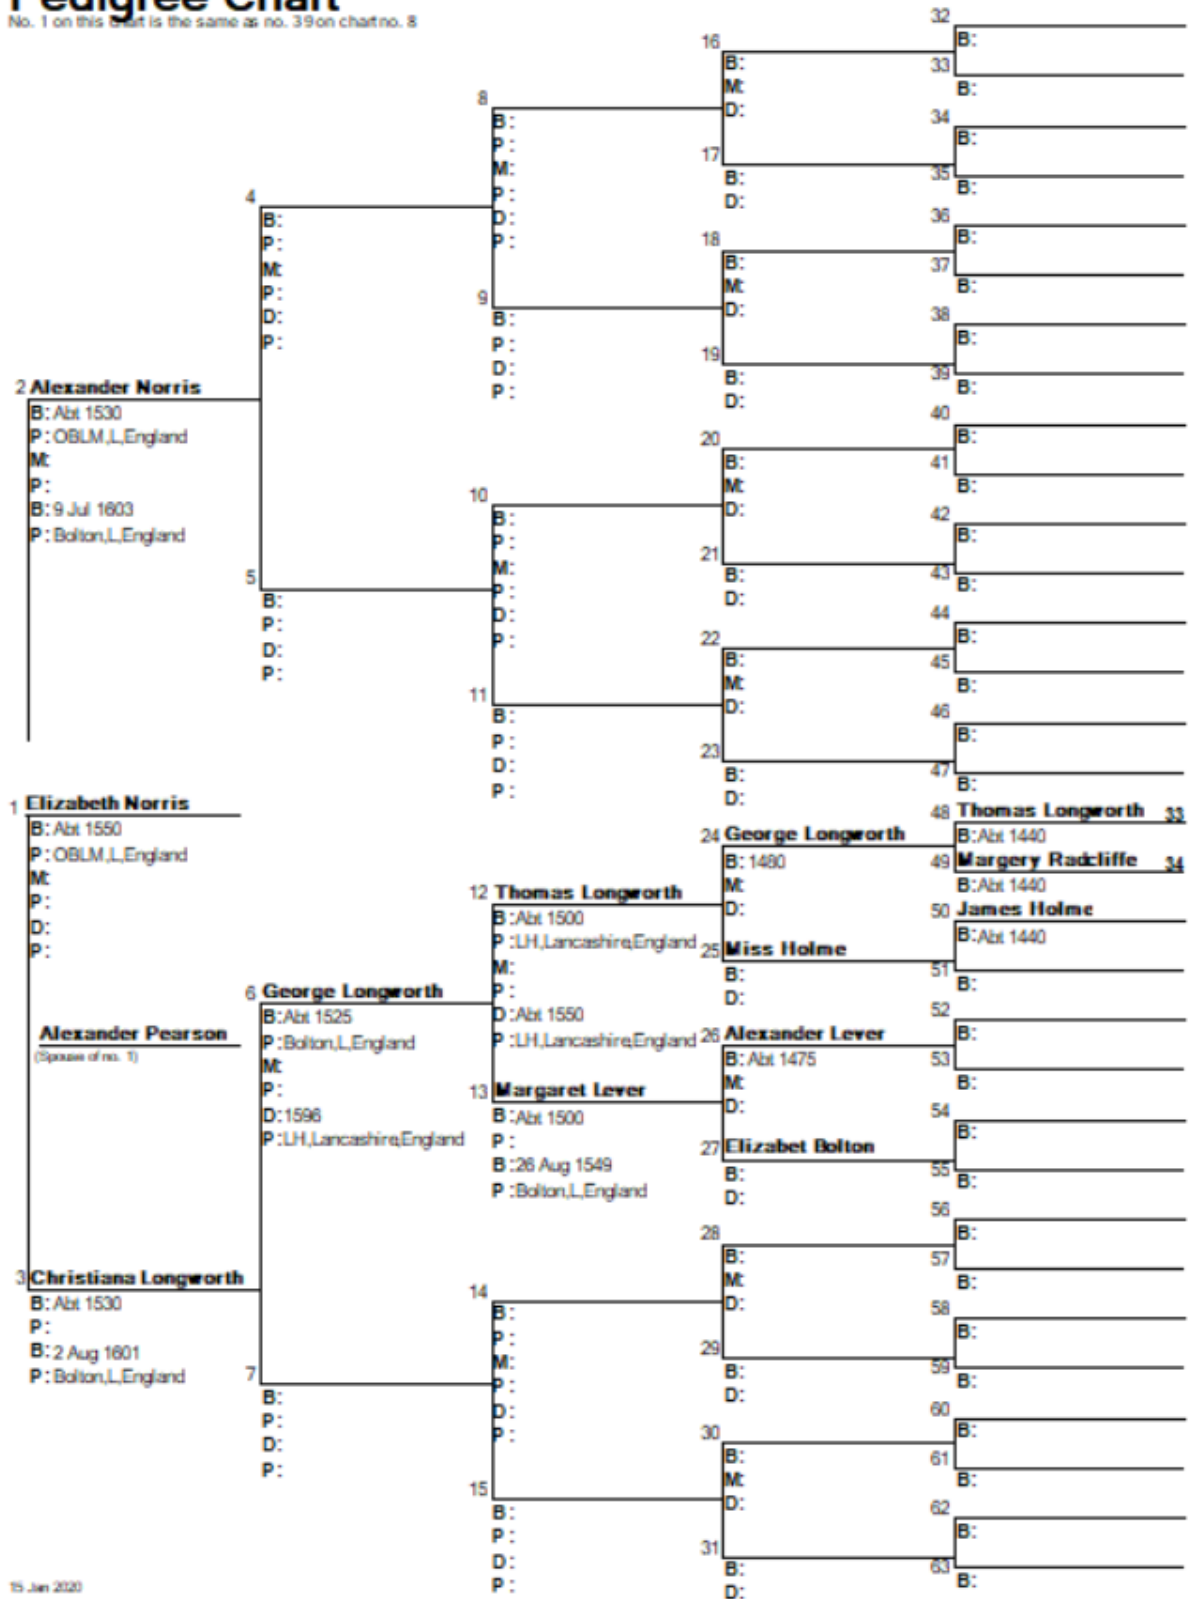 Pedigree Chart
No. 1 on this chart is the same as no. 39 on chart no. 8
2 Alexander Norris
B: Abt 1530
P: OBLM,L,England
M:
P:
B: 9 Jul 1603
P: Bolton,L,England
1 Elizabeth Norris
B: Abt 1550
P: OBLM,L,England
M:
P:
D:
P:
Alexander Pearson
(Spouse of no. 1)
3 Christiana Longworth
B: Abt 1530
P:
B: 2 Aug 1601
P: Bolton,L,England
4
B:
P:
M:
P:
D:
P:
5
B:
P:
D:
P:
6 George Longworth
B: Abt 1525
P: Bolton,L,England
M:
P:
D: 1596
P: LH,Lancashire,England
7
B:
P:
D:
P:
8
B:
P:
M:
P:
D:
P:
9
B:
P:
D:
P:
10
B:
P:
M:
P:
D:
P:
11
B:
P:
D:
P:
12 Thomas Longworth
B: Abt 1500
P: LH,Lancashire,England
M:
P:
D: Abt 1550
P: LH,Lancashire,England
13 Margaret Lever
B: Abt 1500
P:
B: 26 Aug 1549
P: Bolton,L,England
14
B:
P:
M:
P:
D:
P:
15
B:
P:
D:
P:
16
B:
M:
D:
17
B:
D:
18
B:
M:
D:
19
B:
D:
20
B:
M:
D:
21
B:
D:
22
B:
M:
D:
23
B:
D:
24 George Longworth
B: 1480
M:
D:
25 Miss Holme
B:
D:
26 Alexander Lever
B: Abt 1475
M:
D:
27 Elizabet Bolton
B:
D:
28
B:
M:
D:
29
B:
D:
30
B:
M:
D:
31
B:
D:
32
B:
33
B:
34
B:
35
B:
36
B:
37
B:
38
B:
39
B:
40
B:
41
B:
42
B:
43
B:
44
B:
45
B:
46
B:
47
B:
48 Thomas Longworth 33
B: Abt 1440
49 Margery Radcliffe 34
B: Abt 1440
50 James Holme
B: Abt 1440
51
B:
52
B:
53
B:
54
B:
55
B:
56
B:
57
B:
58
B:
59
B:
60
B:
61
B:
62
B:
63
B:
15 Jan 2020